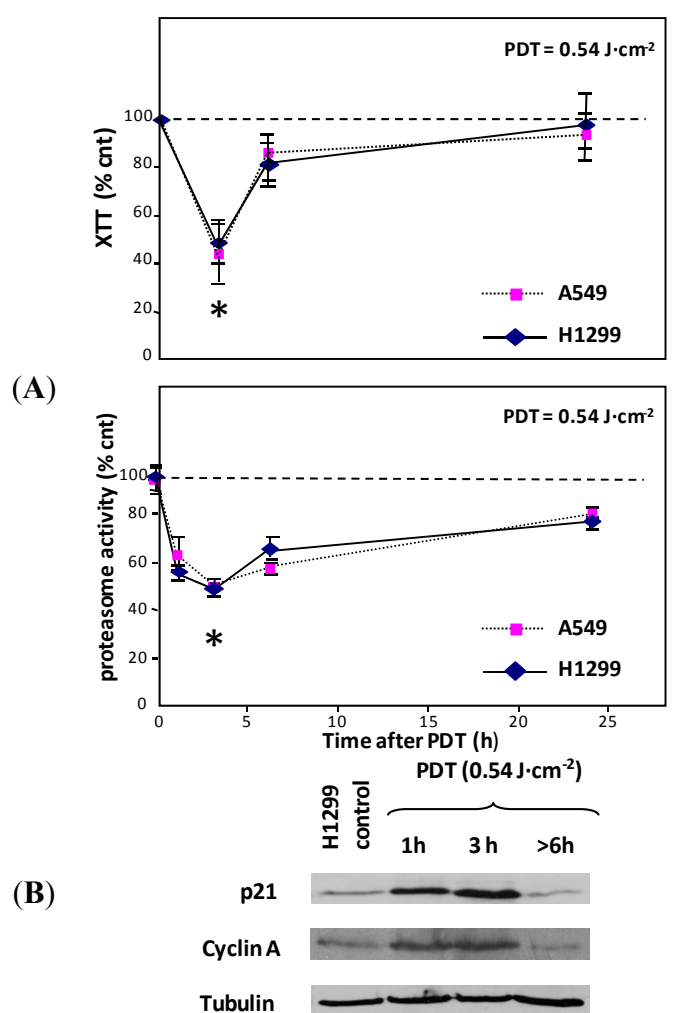 PDT = 0.54 J·cm-2
100
80
60
40
20
0
XTT (% cnt)
*
A549
H1299
(A)
PDT = 0.54 J·cm-2
100
80
60
40
20
0
proteasome activity (% cnt)
*
A549
H1299
0 5 10 15 20 25
Time after PDT (h)
PDT (0.54 J·cm-2)
H1299
control
1h 3 h >6h
(B)
p21
Cyclin A
Tubulin